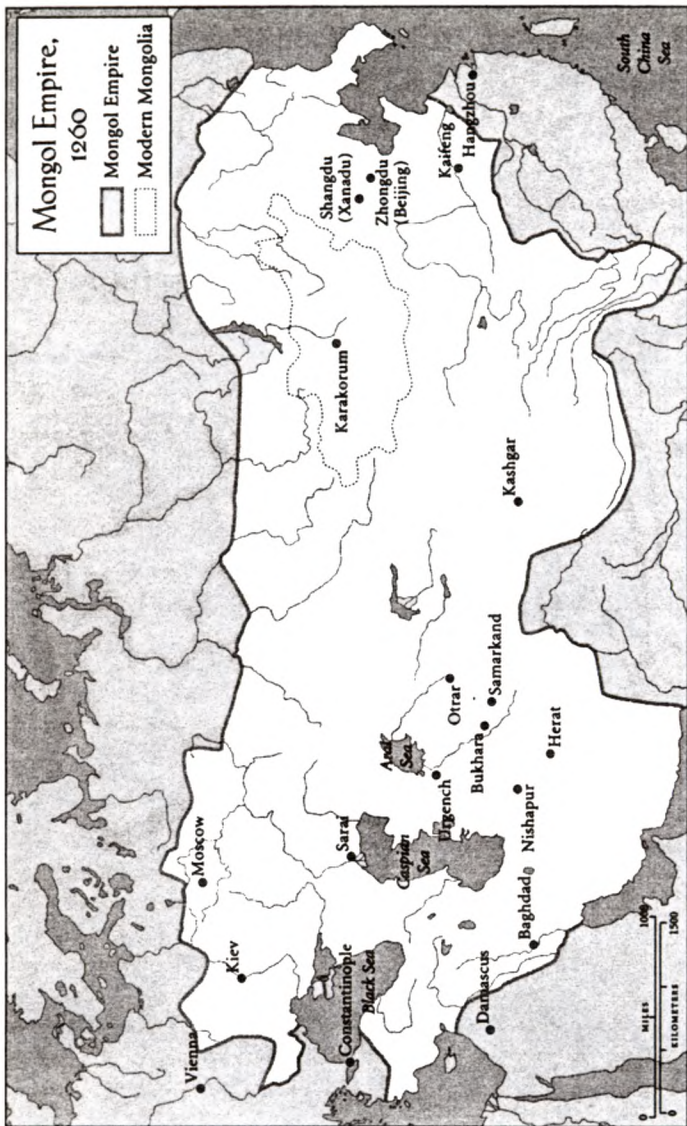 Mongol Empire,
1260
Mongol Empire
Modern Mongolia
Vienna
Kiev
Moscow
Constantinople
Black Sea
Sarai
Caspian
Sea
Aral
Sea
Urgench
Otrar
Bukhara
Samarkand
Nishapur
Herat
Baghdad
Damascus
Kashgar
Karakorum
Shangdu
(Xanadu)
Zhongdu
(Beijing)
Kaifeng
Hangzhou
South
China
Sea
MILES
0
1000
0
1500
KILOMETERS